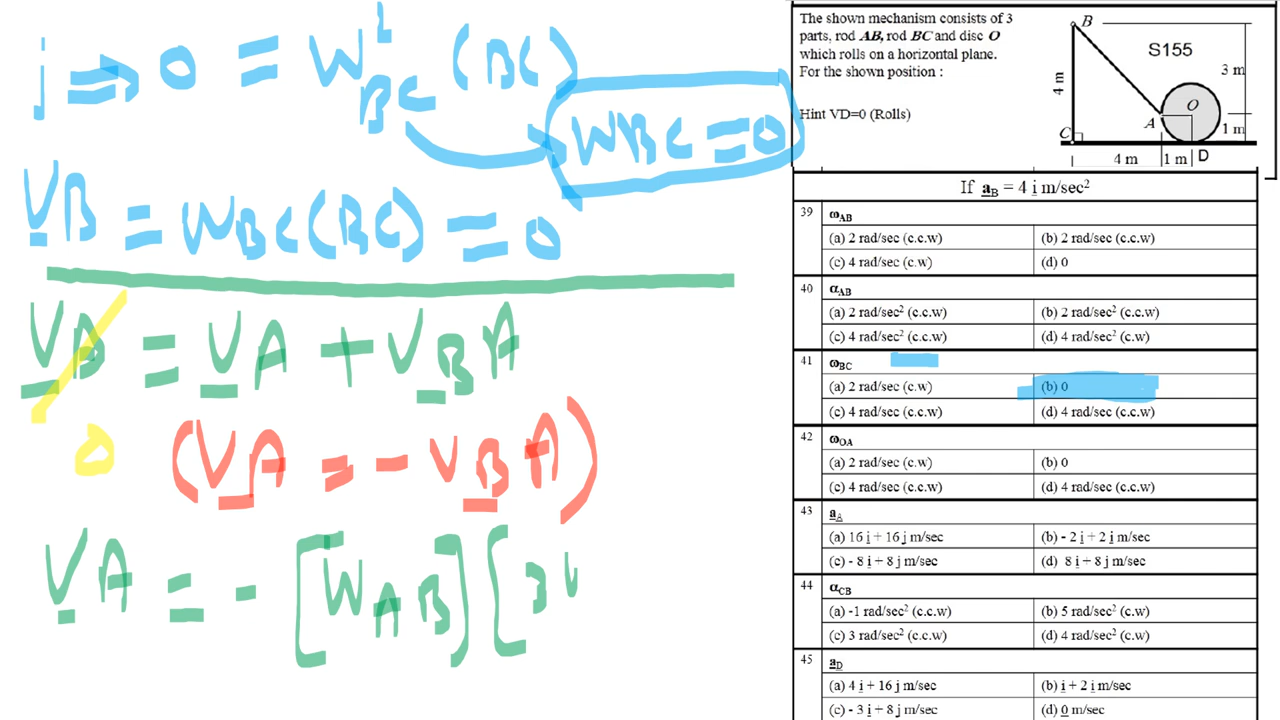 j ⇒ 0 = W²BC (BC)
WBC = 0
VB = WBC(BC) = 0
VB = VA + VBA
0
(VA = - VBA)
VA = - [WAB] [3i
The shown mechanism consists of 3
parts, rod AB, rod BC and disc O
which rolls on a horizontal plane.
For the shown position :
Hint VD=0 (Rolls)
B
S155
4 m
3 m
O
A
1 m
C
4 m
1 m
D
If aB = 4 i m/sec²
39
ωAB
(a) 2 rad/sec (c.c.w)
(b) 2 rad/sec (c.c.w)
(c) 4 rad/sec (c.w)
(d) 0
40
αAB
(a) 2 rad/sec² (c.c.w)
(b) 2 rad/sec² (c.c.w)
(c) 4 rad/sec² (c.c.w)
(d) 4 rad/sec² (c.w)
41
ωBC
(a) 2 rad/sec (c.w)
(b) 0
(c) 4 rad/sec (c.c.w)
(d) 4 rad/sec (c.c.w)
42
ωOA
(a) 2 rad/sec (c.w)
(b) 0
(c) 4 rad/sec (c.c.w)
(d) 4 rad/sec (c.c.w)
43
aA
(a) 16 i + 16 j m/sec
(b) - 2 i + 2 i m/sec
(c) - 8 i + 8 j m/sec
(d) 8 i + 8 j m/sec
44
αCB
(a) -1 rad/sec² (c.c.w)
(b) 5 rad/sec² (c.w)
(c) 3 rad/sec² (c.c.w)
(d) 4 rad/sec² (c.w)
45
aD
(a) 4 i + 16 j m/sec
(b) i + 2 i m/sec
(c) - 3 i + 8 j m/sec
(d) 0 m/sec